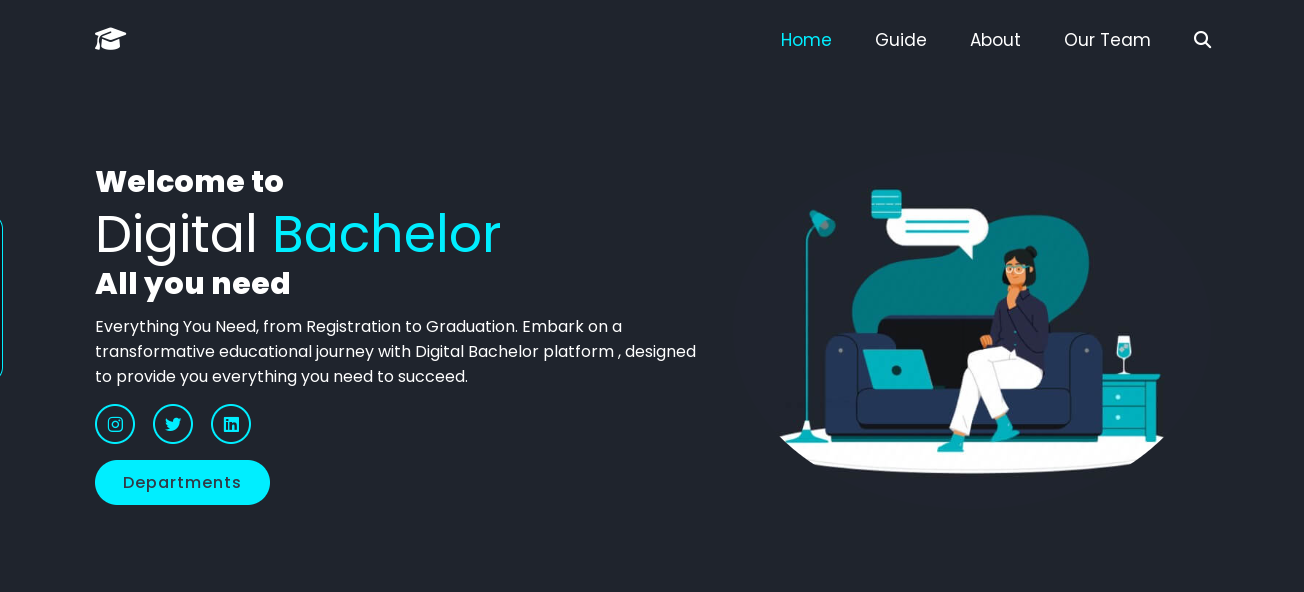 Home Guide About Our Team
Welcome to
Digital Bachelor
All you need
Everything You Need, from Registration to Graduation. Embark on a
transformative educational journey with Digital Bachelor platform , designed
to provide you everything you need to succeed.
Departments